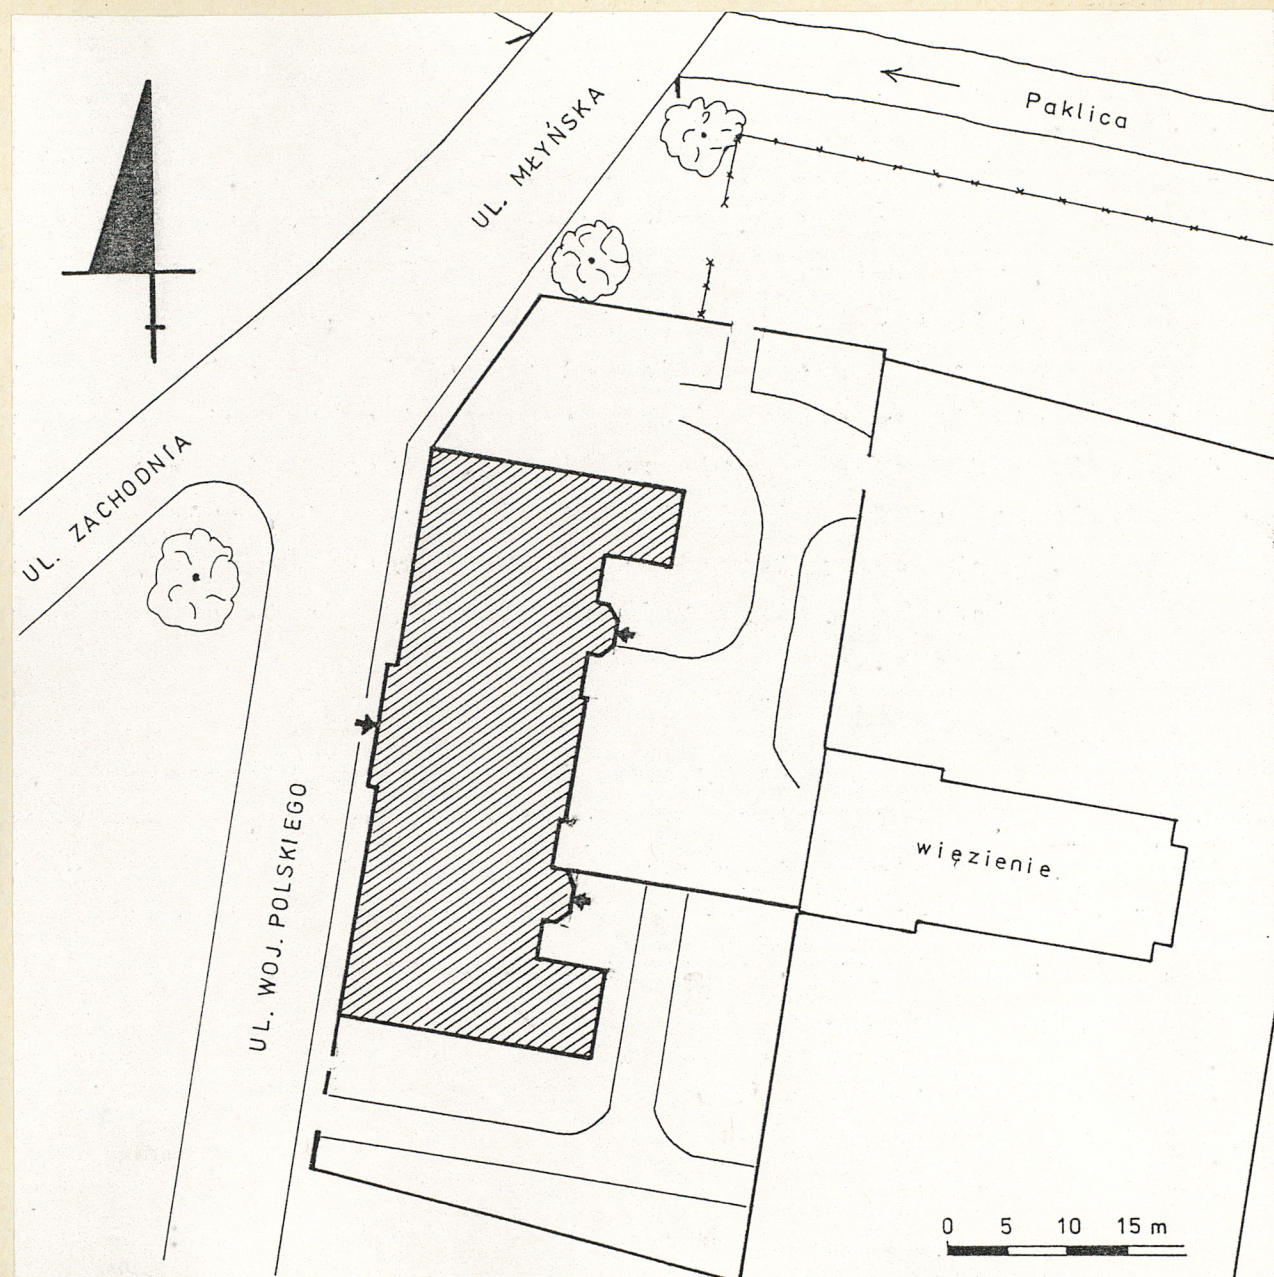 Paklica
UL. MŁYŃSKA
UL. ZACHODNIA
UL. WOJ. POLSKIEGO
więzienie
0 5 10 15 m